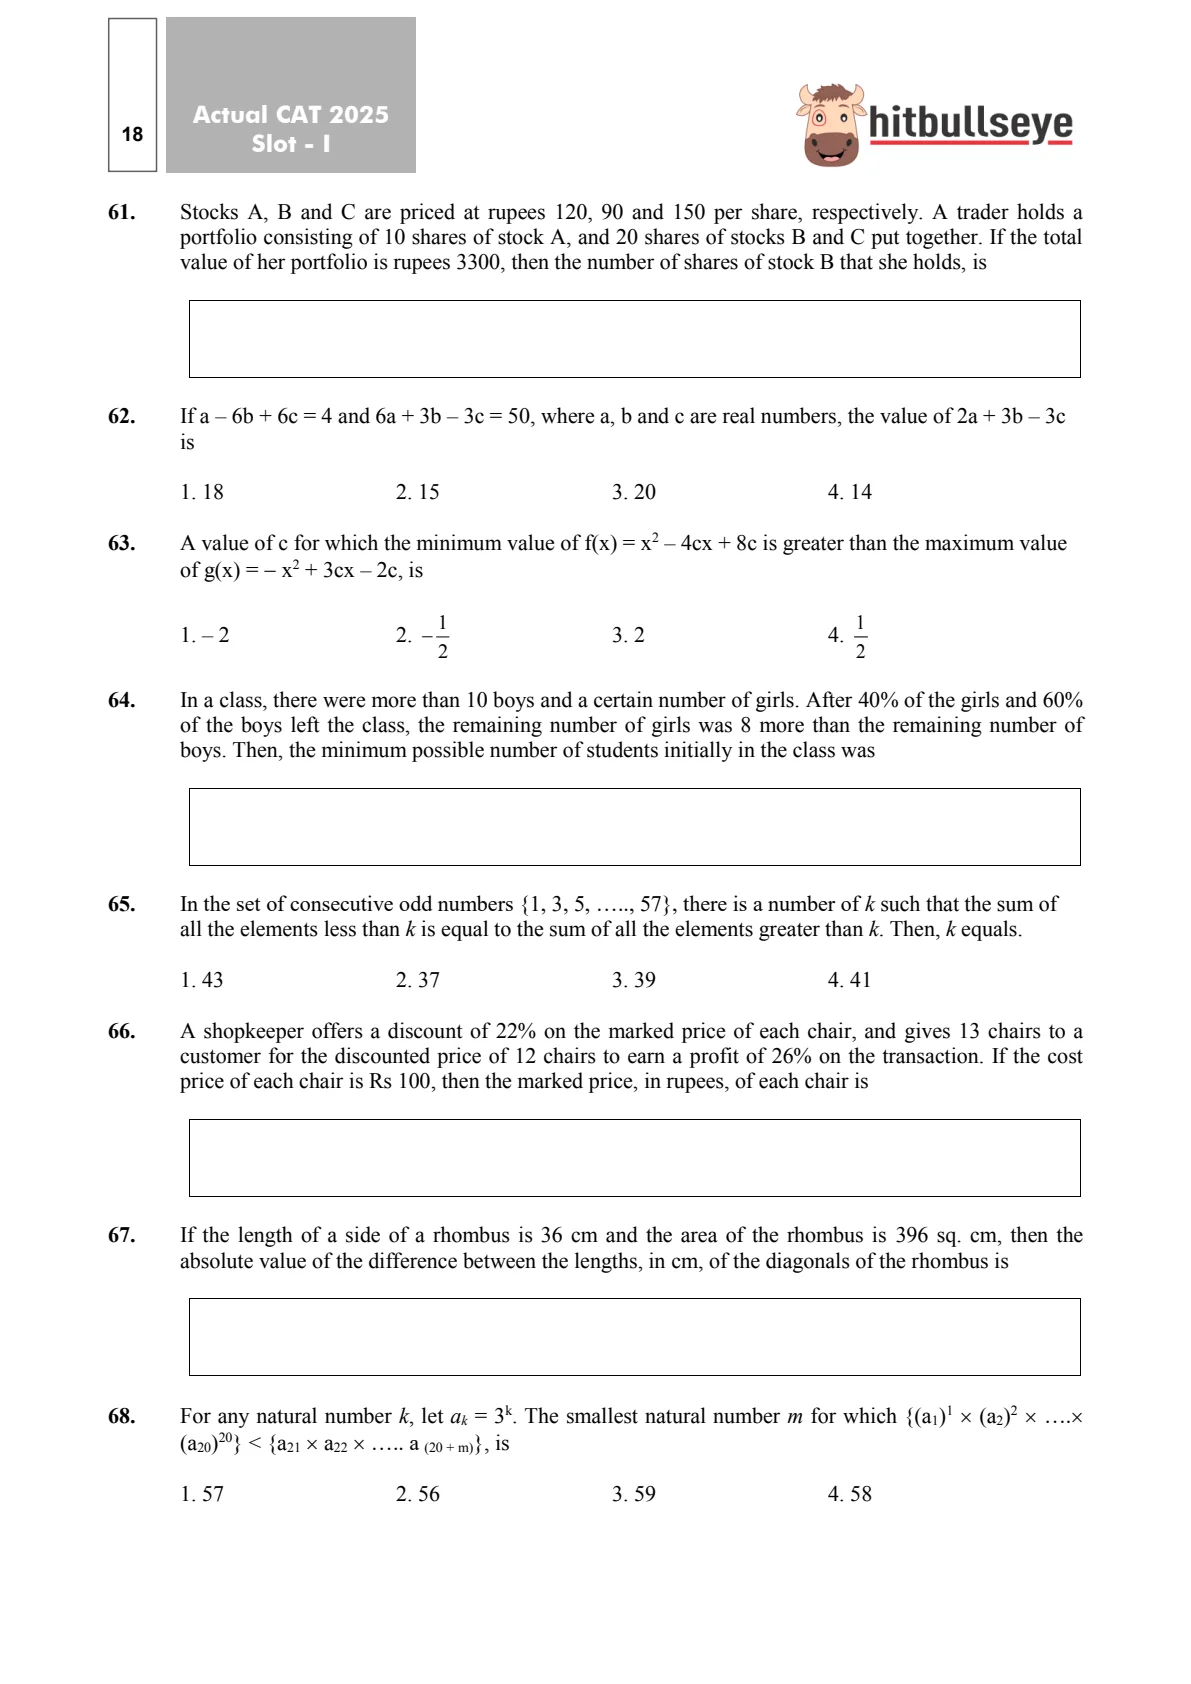 18
Actual CAT 2025
Slot - I
hitbullseye
61. Stocks A, B and C are priced at rupees 120, 90 and 150 per share, respectively. A trader holds a
portfolio consisting of 10 shares of stock A, and 20 shares of stocks B and C put together. If the total
value of her portfolio is rupees 3300, then the number of shares of stock B that she holds, is
62. If a – 6b + 6c = 4 and 6a + 3b – 3c = 50, where a, b and c are real numbers, the value of 2a + 3b – 3c
is
1. 18 2. 15 3. 20 4. 14
63. A value of c for which the minimum value of f(x) = x² – 4cx + 8c is greater than the maximum value
of g(x) = – x² + 3cx – 2c, is
1. – 2 2. −1/2 3. 2 4. 1/2
64. In a class, there were more than 10 boys and a certain number of girls. After 40% of the girls and 60%
of the boys left the class, the remaining number of girls was 8 more than the remaining number of
boys. Then, the minimum possible number of students initially in the class was
65. In the set of consecutive odd numbers {1, 3, 5, ….., 57}, there is a number of k such that the sum of
all the elements less than k is equal to the sum of all the elements greater than k. Then, k equals.
1. 43 2. 37 3. 39 4. 41
66. A shopkeeper offers a discount of 22% on the marked price of each chair, and gives 13 chairs to a
customer for the discounted price of 12 chairs to earn a profit of 26% on the transaction. If the cost
price of each chair is Rs 100, then the marked price, in rupees, of each chair is
67. If the length of a side of a rhombus is 36 cm and the area of the rhombus is 396 sq. cm, then the
absolute value of the difference between the lengths, in cm, of the diagonals of the rhombus is
68. For any natural number k, let aₖ = 3ᵏ. The smallest natural number m for which {(a₁)¹ × (a₂)² × ….×
(a₂₀)²⁰} < {a₂₁ × a₂₂ × ….. a ₍₂₀ ₊ ₘ₎}, is
1. 57 2. 56 3. 59 4. 58